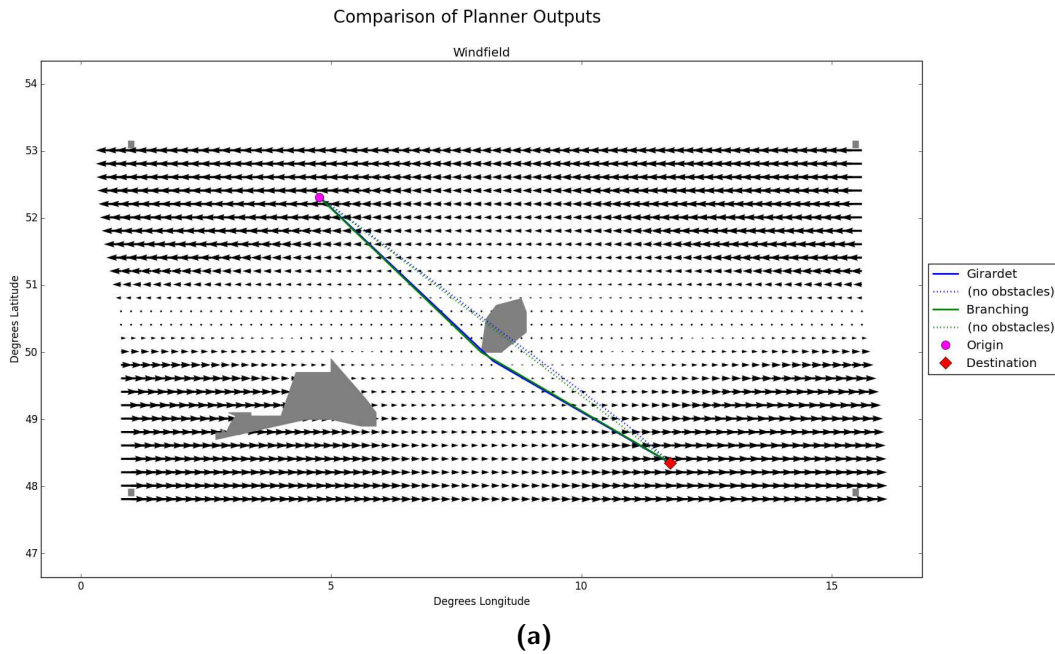 Comparison of Planner Outputs
Windfield
54
53
52
51
50
49
48
47
Degrees Latitude
0
5
10
15
Degrees Longitude
Girardet
(no obstacles)
Branching
(no obstacles)
Origin
Destination
(a)